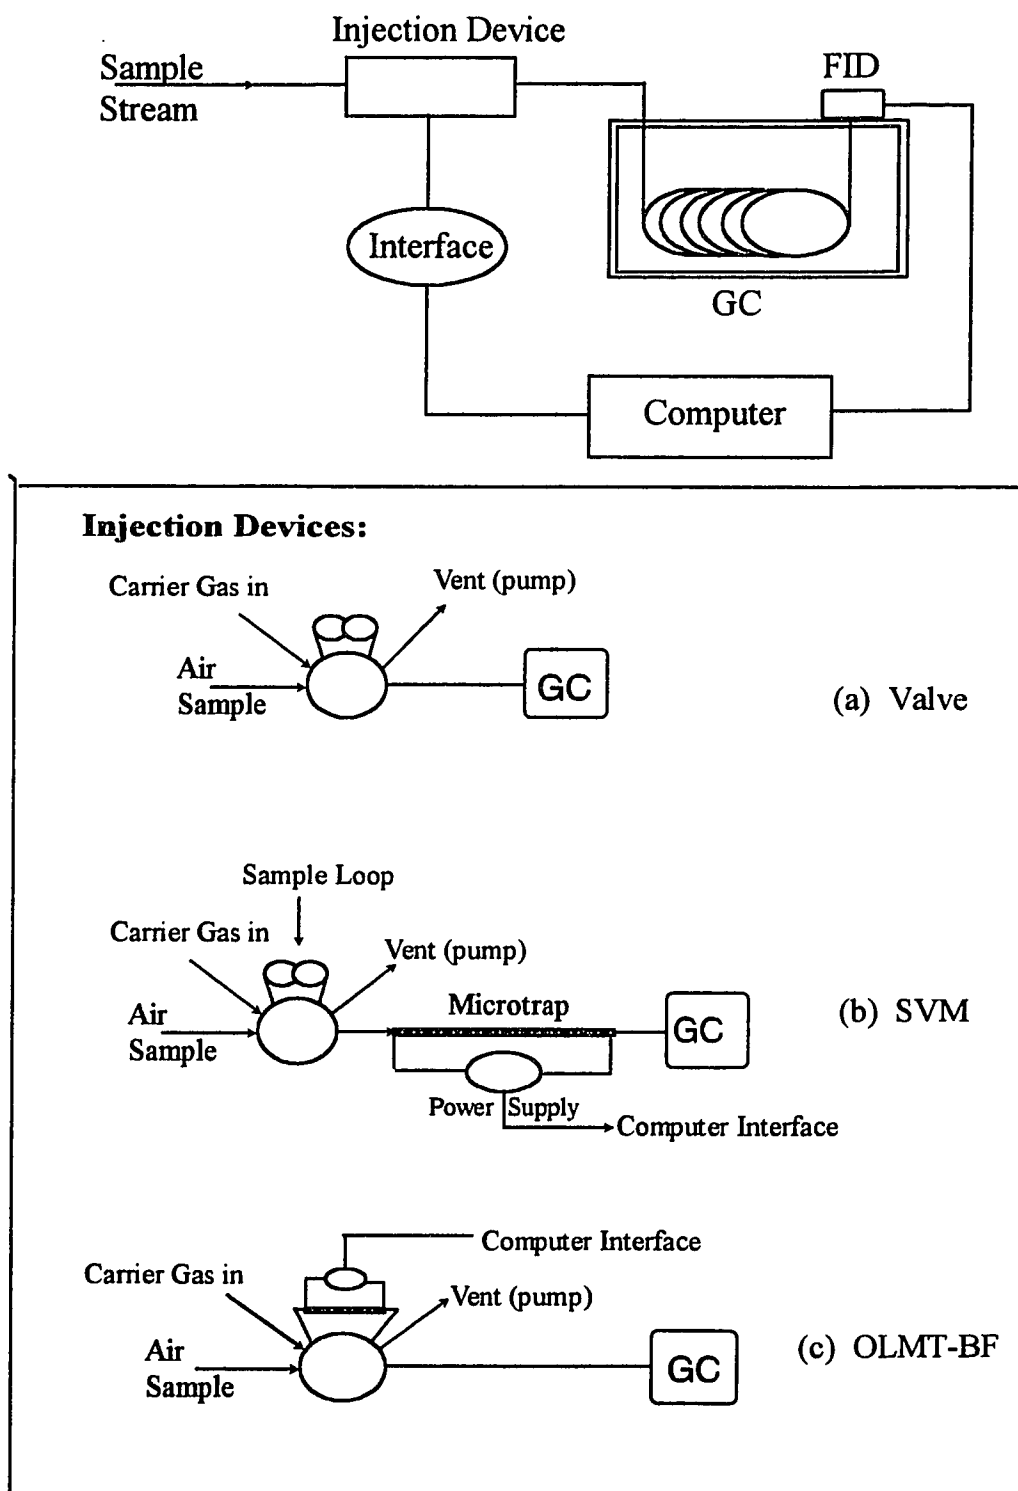 Injection Device
Sample
Stream
FID
Interface
GC
Computer
Injection Devices:
Carrier Gas in
Vent (pump)
Air
Sample
GC
(a) Valve
Sample Loop
Carrier Gas in
Vent (pump)
Air
Sample
Microtrap
GC
(b) SVM
Power Supply
Computer Interface
Computer Interface
Carrier Gas in
Vent (pump)
Air
Sample
GC
(c) OLMT-BF